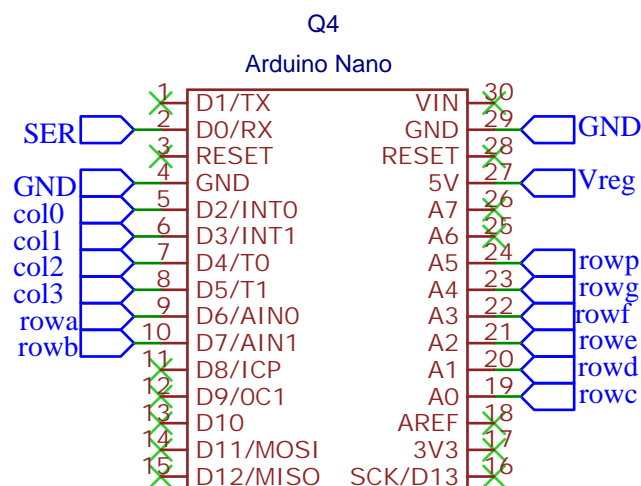 Q4
Arduino Nano
1 D1/TX VIN 30
SER 2 D0/RX GND 29 GND
3 RESET RESET 28
GND 4 GND 5V 27 Vreg
col0 5 D2/INT0 A7 26
col1 6 D3/INT1 A6 25
col2 7 D4/T0 A5 24 rowp
col3 8 D5/T1 A4 23 rowg
rowa 9 D6/AIN0 A3 22 rowf
rowb 10 D7/AIN1 A2 21 rowe
11 D8/ICP A1 20 rowd
12 D9/0C1 A0 19 rowc
13 D10 AREF 18
14 D11/MOSI 3V3 17
15 D12/MISO SCK/D13 16